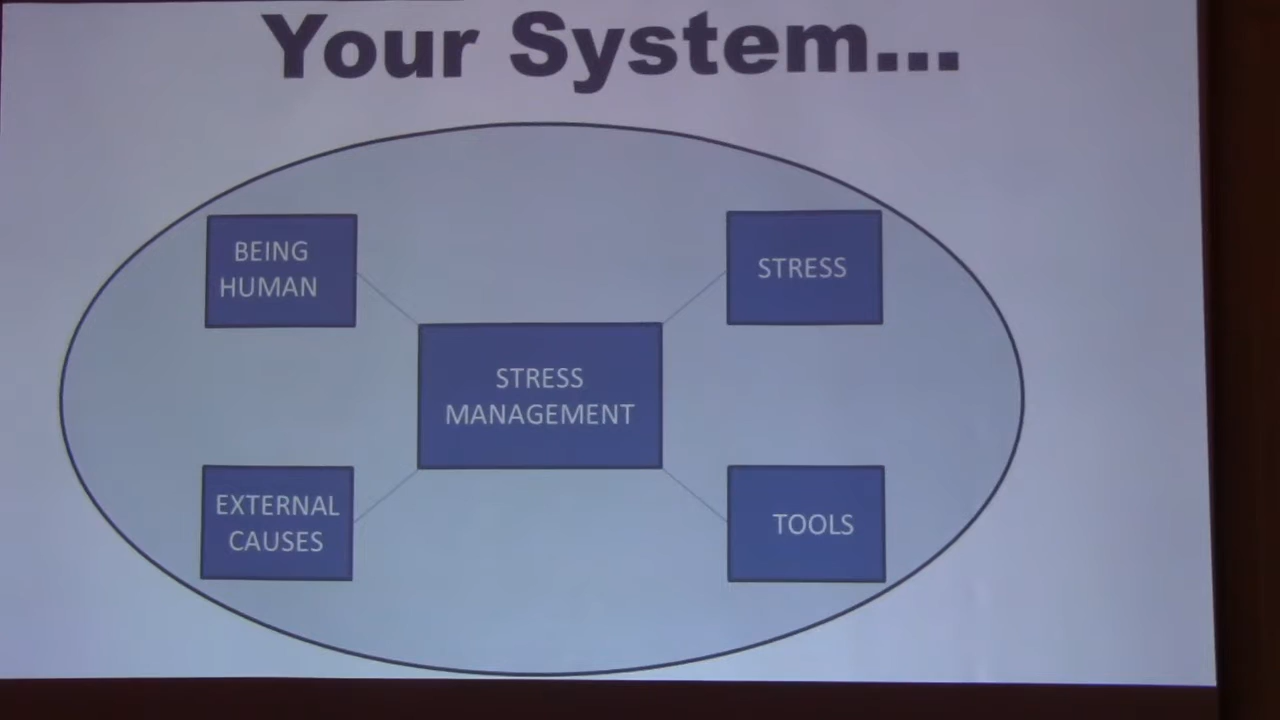 Your System...
BEING
HUMAN
STRESS
STRESS
MANAGEMENT
EXTERNAL
CAUSES
TOOLS